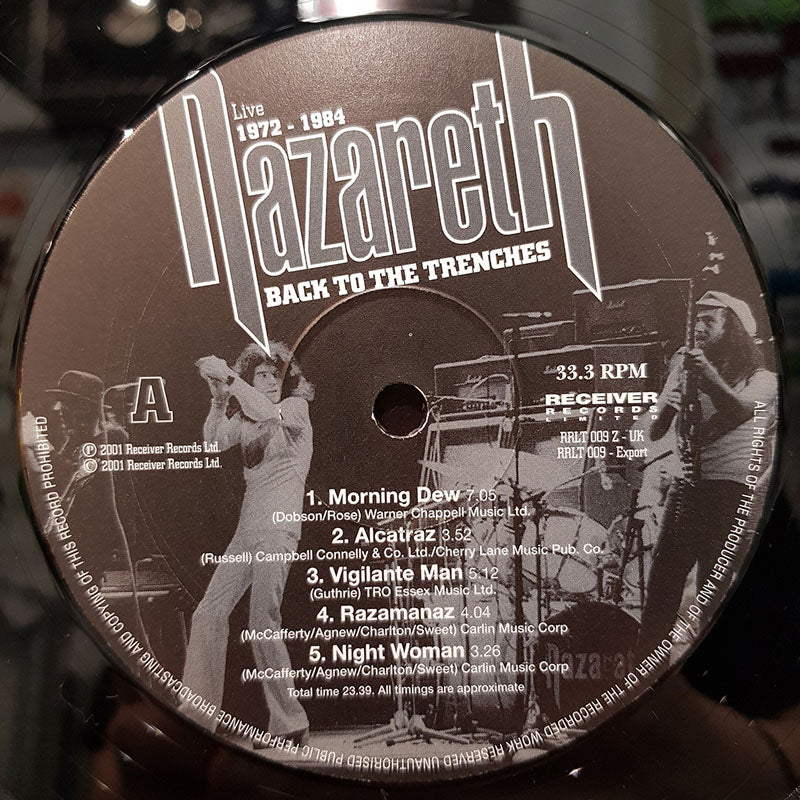 Live
1972 - 1984
Nazareth
BACK TO THE TRENCHES
A
33.3 RPM
RECEIVER
RECORDS
LIMITED
RRLT 009 Z - UK
RRLT 009 - Export
℗ 2001 Receiver Records Ltd.
© 2001 Receiver Records Ltd.
1. Morning Dew 7.05
(Dobson/Rose) Warner Chappell Music Ltd.
2. Alcatraz 3.52
(Russell) Campbell Connelly & Co. Ltd./Cherry Lane Music Pub. Co.
3. Vigilante Man 5:12
(Guthrie) TRO Essex Music Ltd.
4. Razamanaz 4.04
(McCafferty/Agnew/Charlton/Sweet) Carlin Music Corp
5. Night Woman 3.26
(McCafferty/Agnew/Charlton/Sweet) Carlin Music Corp
Total time 23.39. All timings are approximate
ALL RIGHTS OF THE PRODUCER AND OF THE OWNER OF THE RECORDED WORK RESERVED UNAUTHORISED PUBLIC PERFORMANCE BROADCASTING AND COPYING OF THIS RECORD PROHIBITED